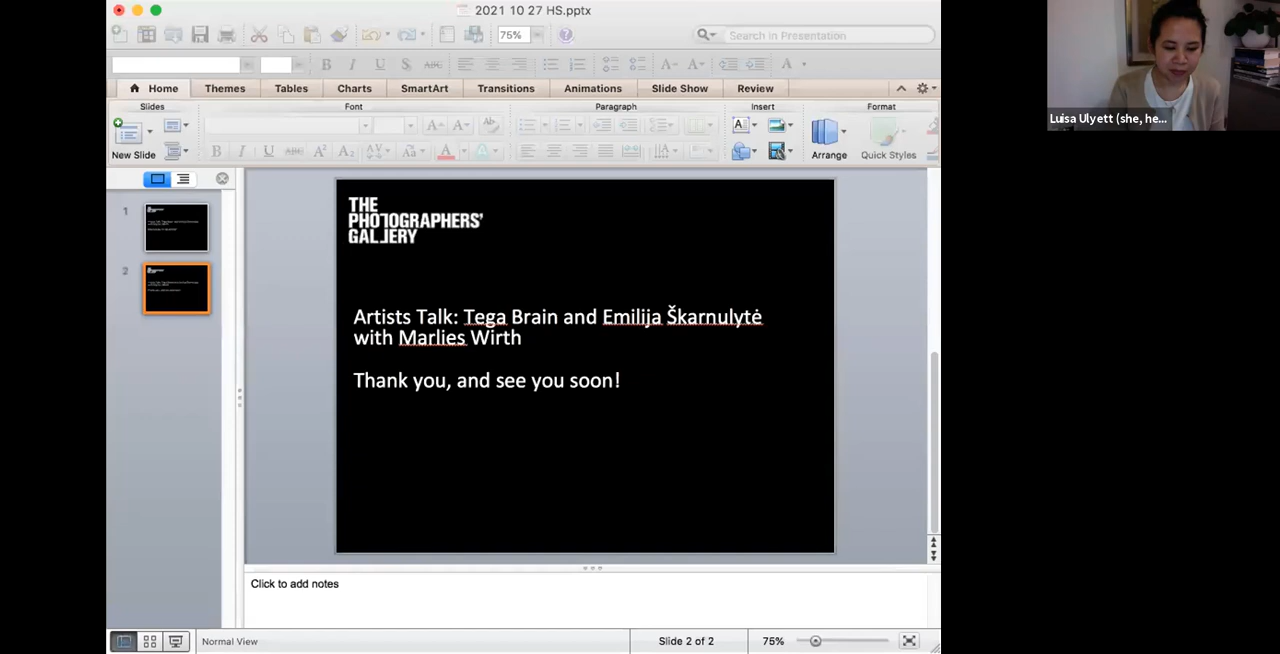 2021 10 27 HS.pptx
75%
Search in Presentation
Home
Themes
Tables
Charts
SmartArt
Transitions
Animations
Slide Show
Review
Slides
Font
Paragraph
Insert
Format
New Slide
Arrange
Quick Styles
Luisa Ulyett (she, he...
1
2
THE
PHOTOGRAPHERS'
GALLERY
Artists Talk: Tega Brain and Emilija Škarnulytė
with Marlies Wirth
Thank you, and see you soon!
Click to add notes
Normal View
Slide 2 of 2
75%